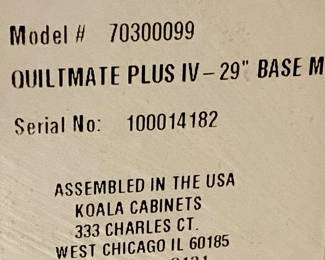 Model # 70300099
QUILTMATE PLUS IV – 29" BASE M
Serial No: 100014182
ASSEMBLED IN THE USA
KOALA CABINETS
333 CHARLES CT.
WEST CHICAGO IL 60185